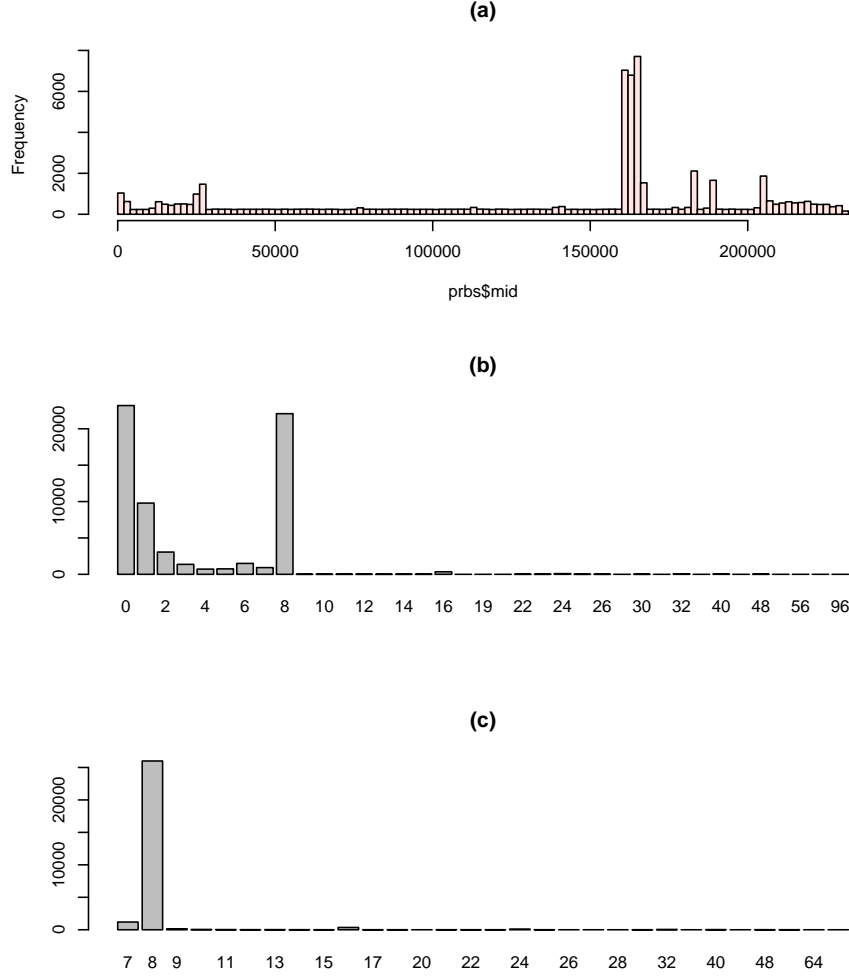 (a)
Frequency
0 2000 6000
0 50000 100000 150000 200000
prbs$mid
(b)
0 10000 20000
0 2 4 6 8 10 12 14 16 19 22 24 26 30 32 40 48 56 96
(c)
0 10000 20000
7 8 9 11 13 15 17 20 22 24 26 28 32 40 48 64